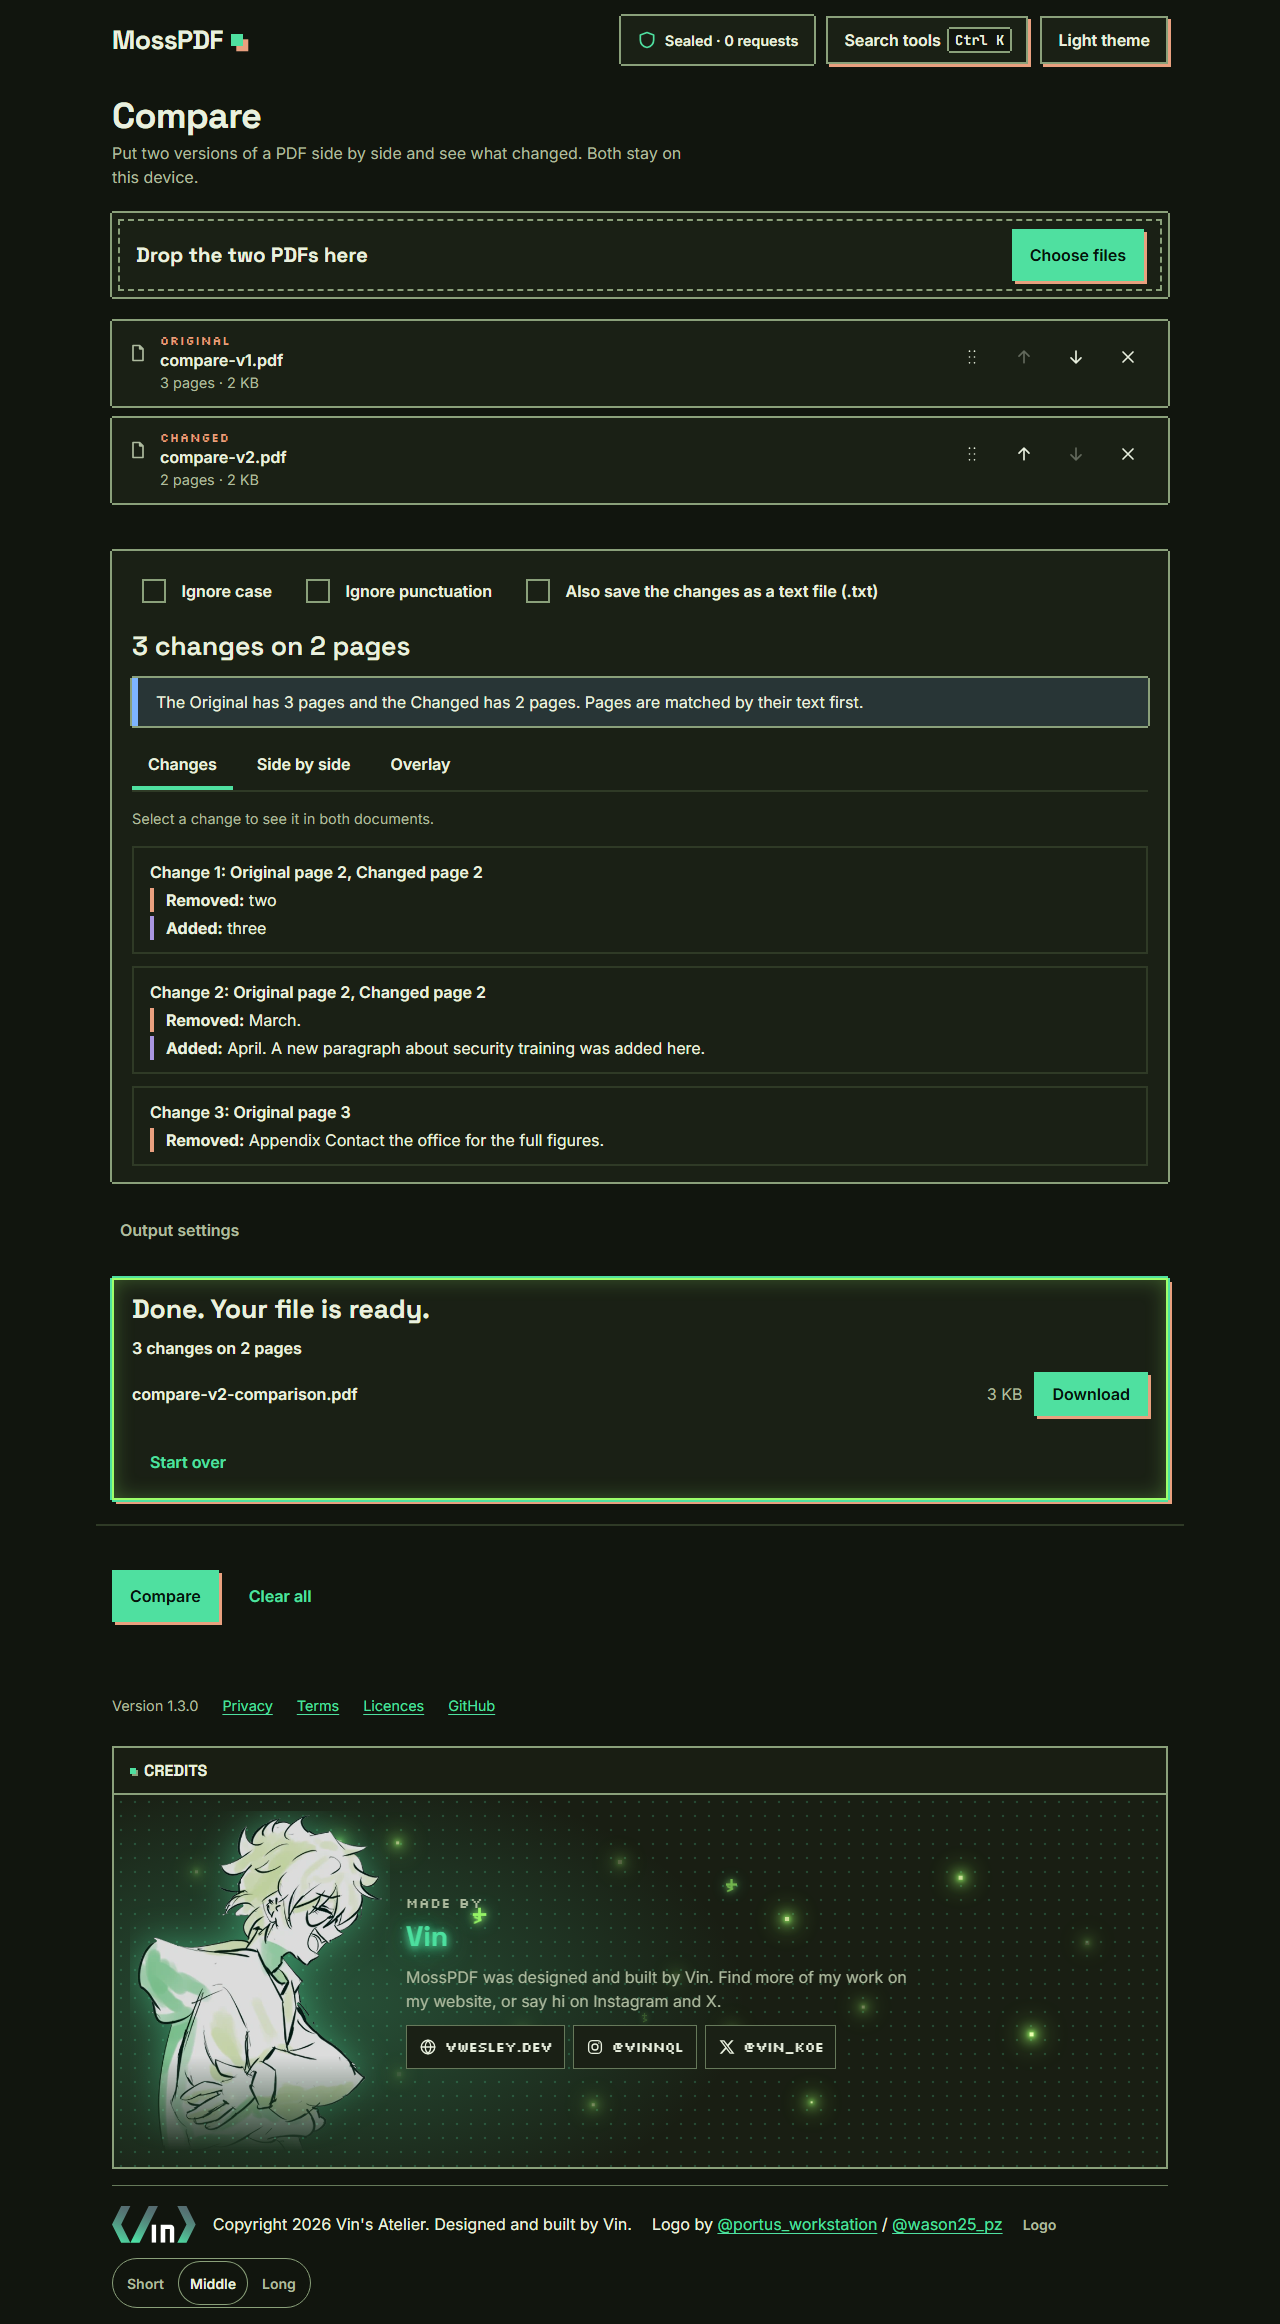 MossPDF
Sealed · 0 requests
Search tools Ctrl K
Light theme
Compare
Put two versions of a PDF side by side and see what changed. Both stay on
this device.
Drop the two PDFs here
Choose files
ORIGINAL
compare-v1.pdf
3 pages · 2 KB
CHANGED
compare-v2.pdf
2 pages · 2 KB
Ignore case
Ignore punctuation
Also save the changes as a text file (.txt)
3 changes on 2 pages
The Original has 3 pages and the Changed has 2 pages. Pages are matched by their text first.
Changes
Side by side
Overlay
Select a change to see it in both documents.
Change 1: Original page 2, Changed page 2
Removed: two
Added: three
Change 2: Original page 2, Changed page 2
Removed: March.
Added: April. A new paragraph about security training was added here.
Change 3: Original page 3
Removed: Appendix Contact the office for the full figures.
Output settings
Done. Your file is ready.
3 changes on 2 pages
compare-v2-comparison.pdf
3 KB
Download
Start over
Compare
Clear all
Version 1.3.0
Privacy
Terms
Licences
GitHub
CREDITS
MADE BY
Vin
MossPDF was designed and built by Vin. Find more of my work on
my website, or say hi on Instagram and X.
VWESLEY.DEV
@VINNQL
@VIN_KOE
Vin
Copyright 2026 Vin's Atelier. Designed and built by Vin.
Logo by @portus_workstation / @wason25_pz
Logo
Short
Middle
Long